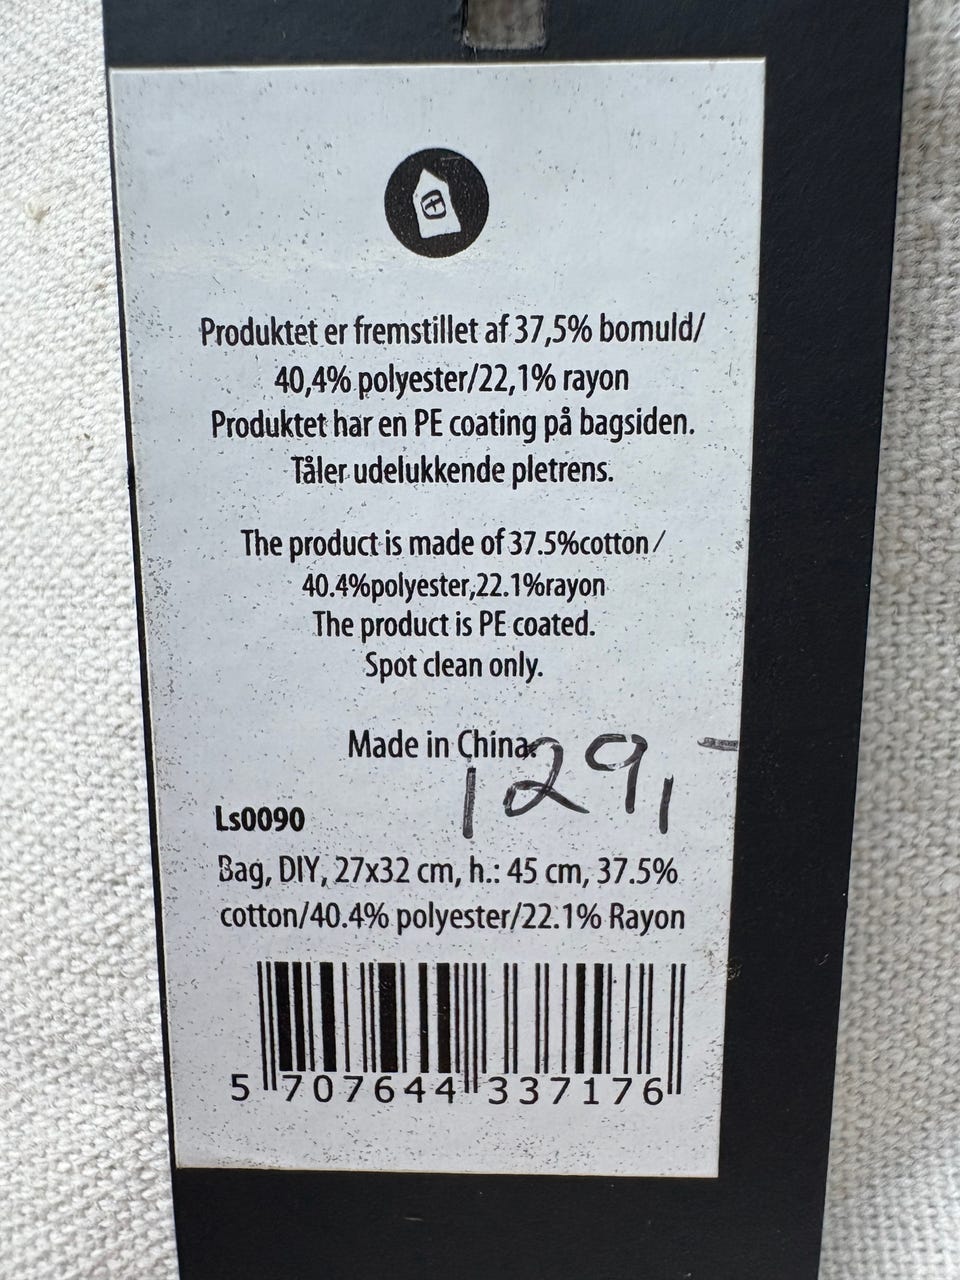 Produktet er fremstillet af 37,5% bomuld/
40,4% polyester/22,1% rayon
Produktet har en PE coating på bagsiden.
Tåler udelukkende pletrens.
The product is made of 37.5%cotton/
40.4%polyester,22.1%rayon
The product is PE coated.
Spot clean only.
Made in China.
129,-
Ls0090
Bag, DIY, 27x32 cm, h.: 45 cm, 37.5%
cotton/40.4% polyester/22.1% Rayon
5 707644 337176